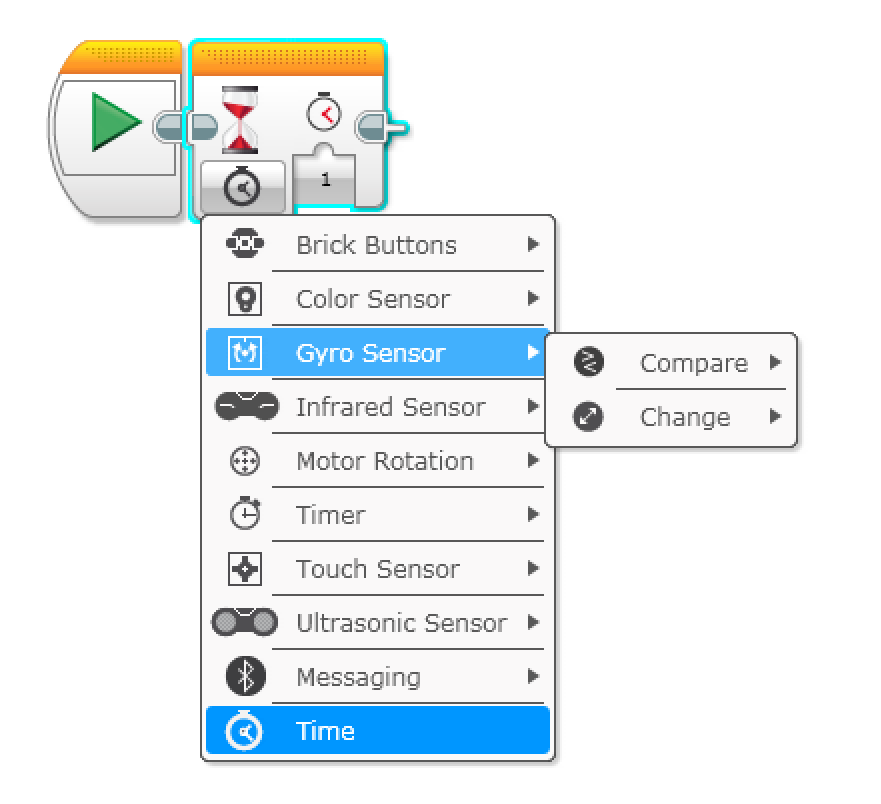 1
Brick Buttons
Color Sensor
Gyro Sensor
Compare
Change
Infrared Sensor
Motor Rotation
Timer
Touch Sensor
Ultrasonic Sensor
Messaging
Time